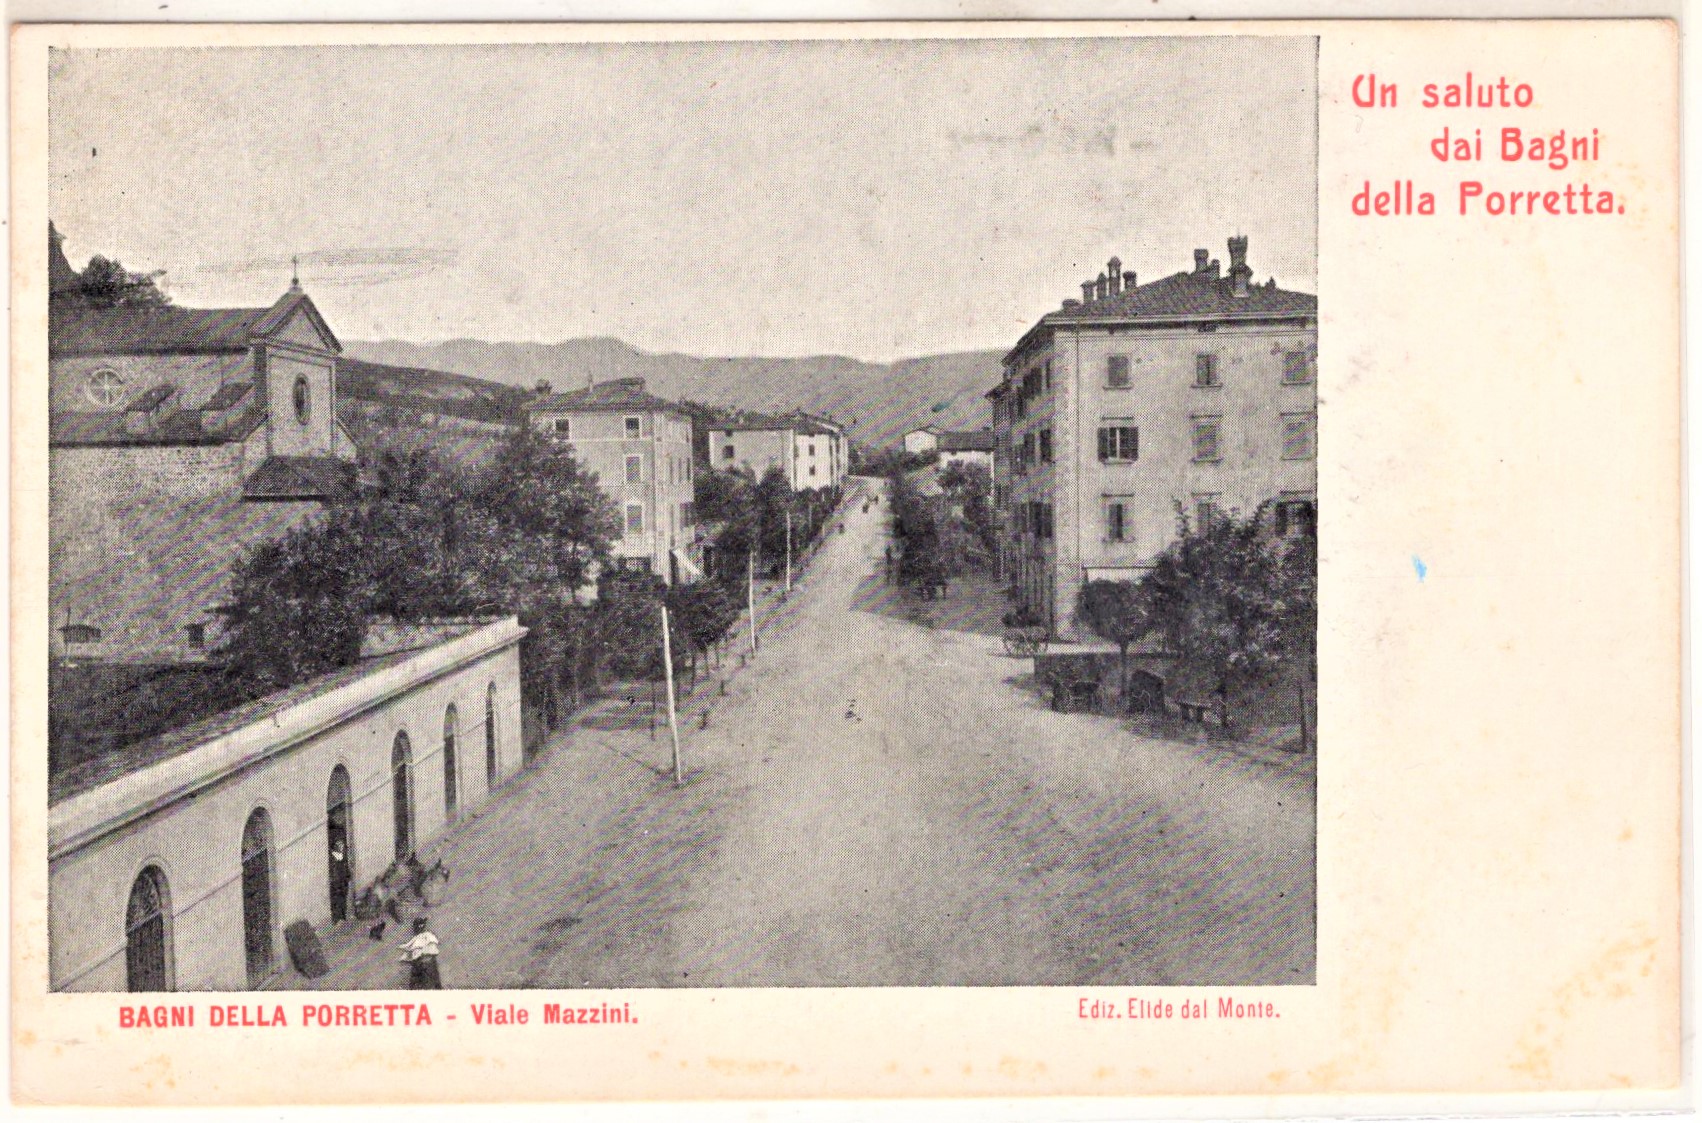 Un saluto
dai Bagni
della Porretta.
BAGNI DELLA PORRETTA - Viale Mazzini.
Ediz. Elide dal Monte.